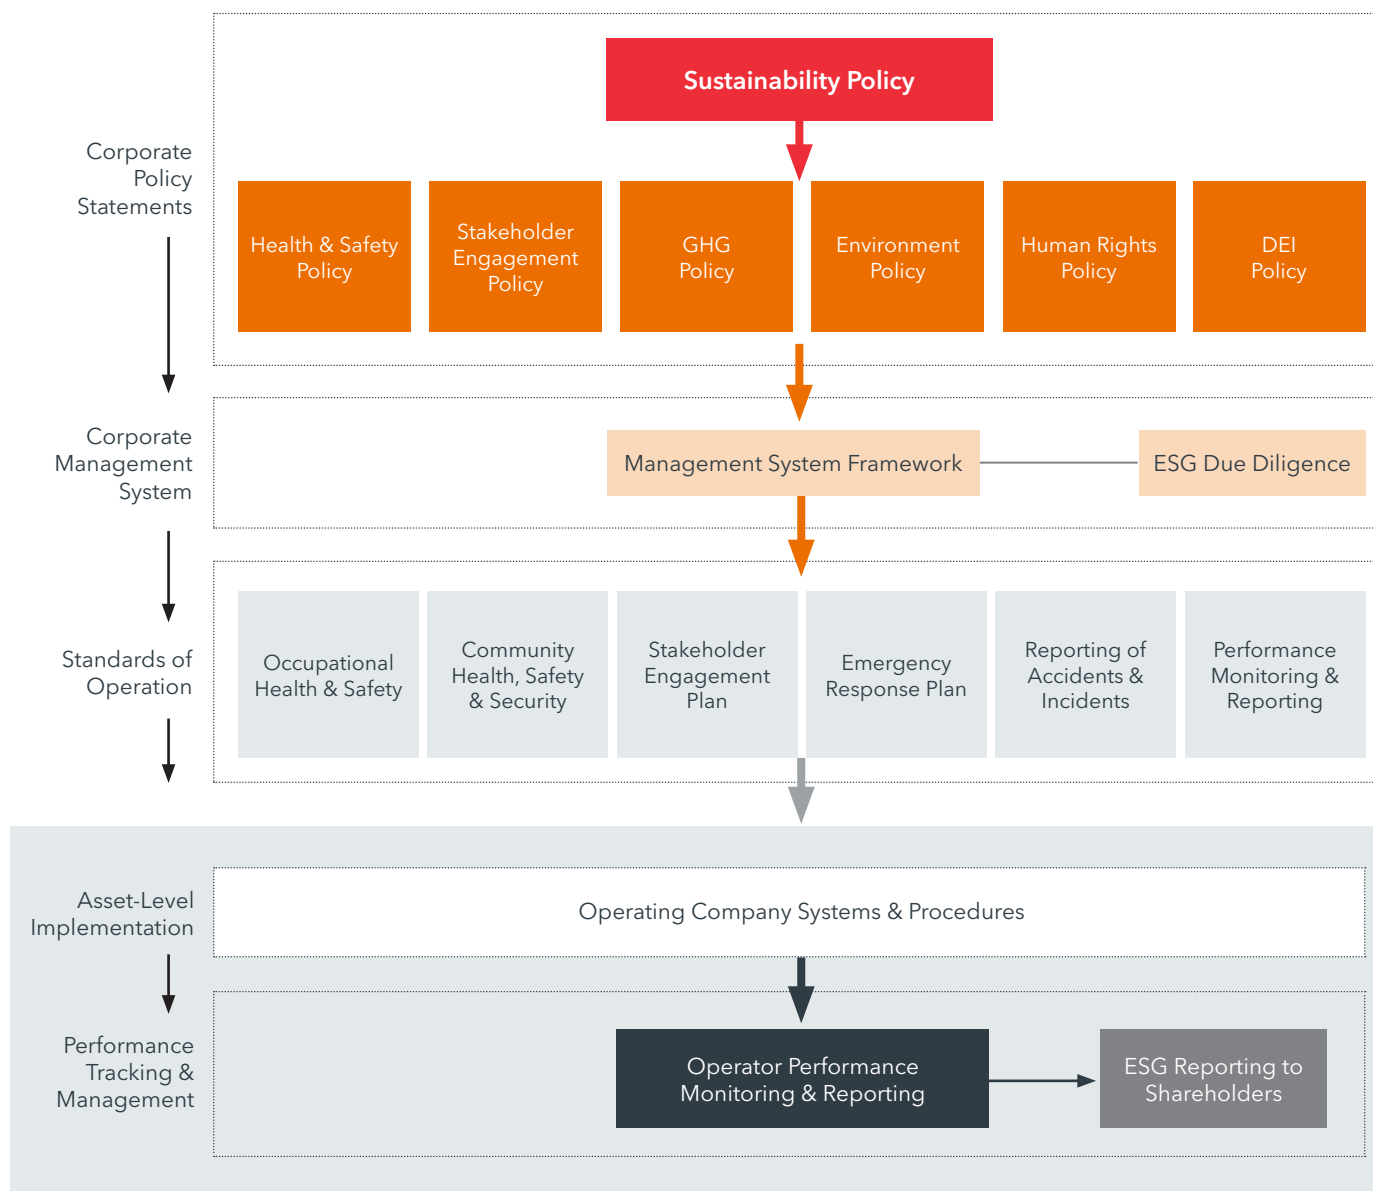 Sustainability Policy
Corporate
Policy
Statements
Health & Safety
Policy
Stakeholder
Engagement
Policy
GHG
Policy
Environment
Policy
Human Rights
Policy
DEI
Policy
Corporate
Management
System
Management System Framework
ESG Due Diligence
Standards of
Operation
Occupational
Health & Safety
Community
Health, Safety
& Security
Stakeholder
Engagement
Plan
Emergency
Response Plan
Reporting of
Accidents &
Incidents
Performance
Monitoring &
Reporting
Asset-Level
Implementation
Operating Company Systems & Procedures
Performance
Tracking &
Management
Operator Performance
Monitoring & Reporting
ESG Reporting to
Shareholders